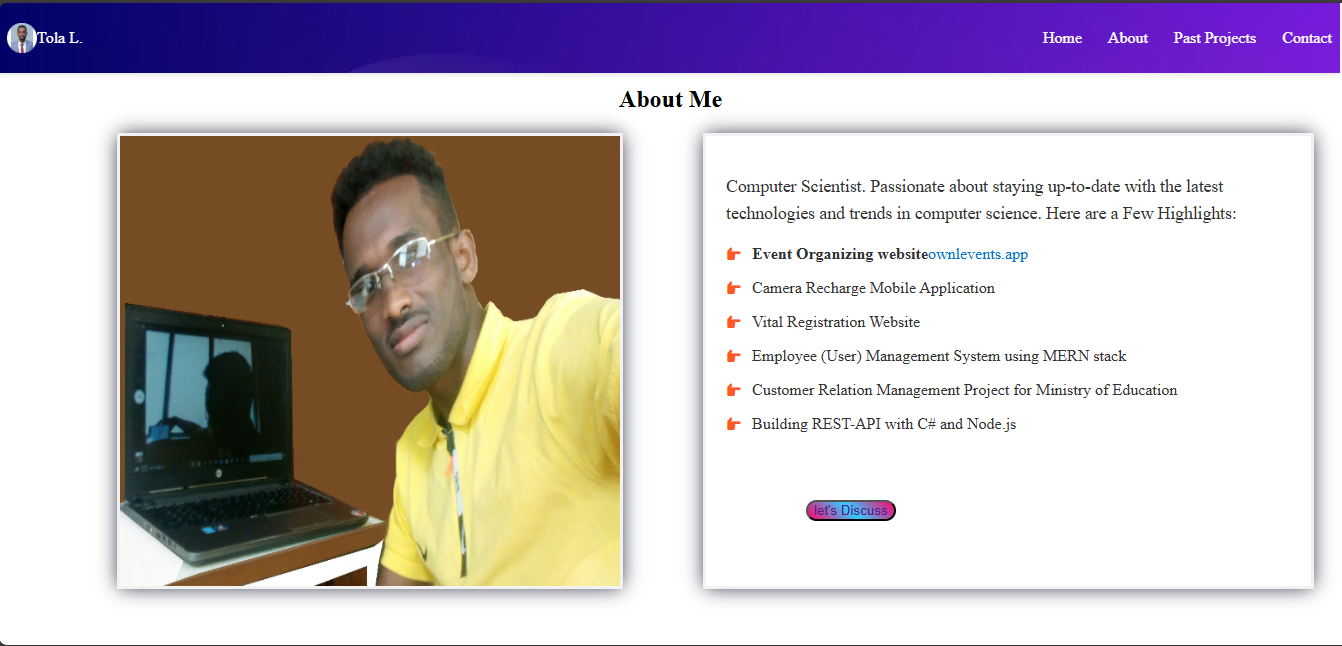 Tola L.
Home About Past Projects Contact
About Me
Computer Scientist. Passionate about staying up-to-date with the latest
technologies and trends in computer science. Here are a Few Highlights:
Event Organizing websiteownlevents.app
Camera Recharge Mobile Application
Vital Registration Website
Employee (User) Management System using MERN stack
Customer Relation Management Project for Ministry of Education
Building REST-API with C# and Node.js
let's Discuss